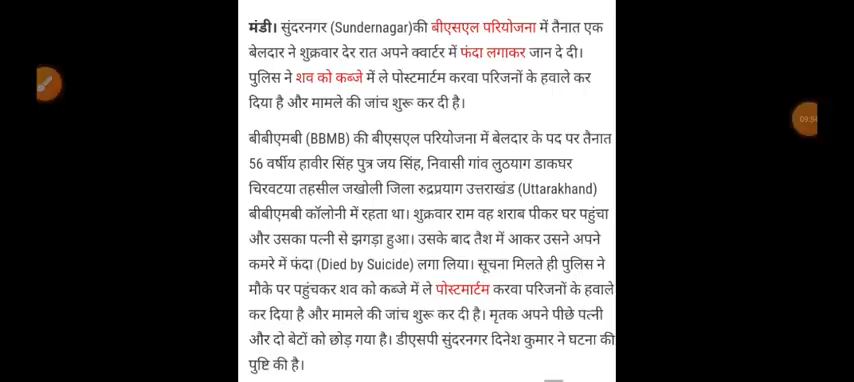 मंडी। सुंदरनगर (Sundernagar)की बीएसएल परियोजना में तैनात एक
बेलदार ने शुक्रवार देर रात अपने क्वार्टर में फंदा लगाकर जान दे दी।
पुलिस ने शव को कब्जे में ले पोस्टमार्टम करवा परिजनों के हवाले कर
दिया है और मामले की जांच शुरू कर दी है।
बीबीएमबी (BBMB) की बीएसएल परियोजना में बेलदार के पद पर तैनात
56 वर्षीय हावीर सिंह पुत्र जय सिंह, निवासी गांव लुठयाग डाकघर
चिरवटया तहसील जखोली जिला रुद्रप्रयाग उत्तराखंड (Uttarakhand)
बीबीएमबी कॉलोनी में रहता था। शुक्रवार राम वह शराब पीकर घर पहुंचा
और उसका पत्नी से झगड़ा हुआ। उसके बाद तैश में आकर उसने अपने
कमरे में फंदा (Died by Suicide) लगा लिया। सूचना मिलते ही पुलिस ने
मौके पर पहुंचकर शव को कब्जे में ले पोस्टमार्टम करवा परिजनों के हवाले
कर दिया है और मामले की जांच शुरू कर दी है। मृतक अपने पीछे पत्नी
और दो बेटों को छोड़ गया है। डीएसपी सुंदरनगर दिनेश कुमार ने घटना की
पुष्टि की है।